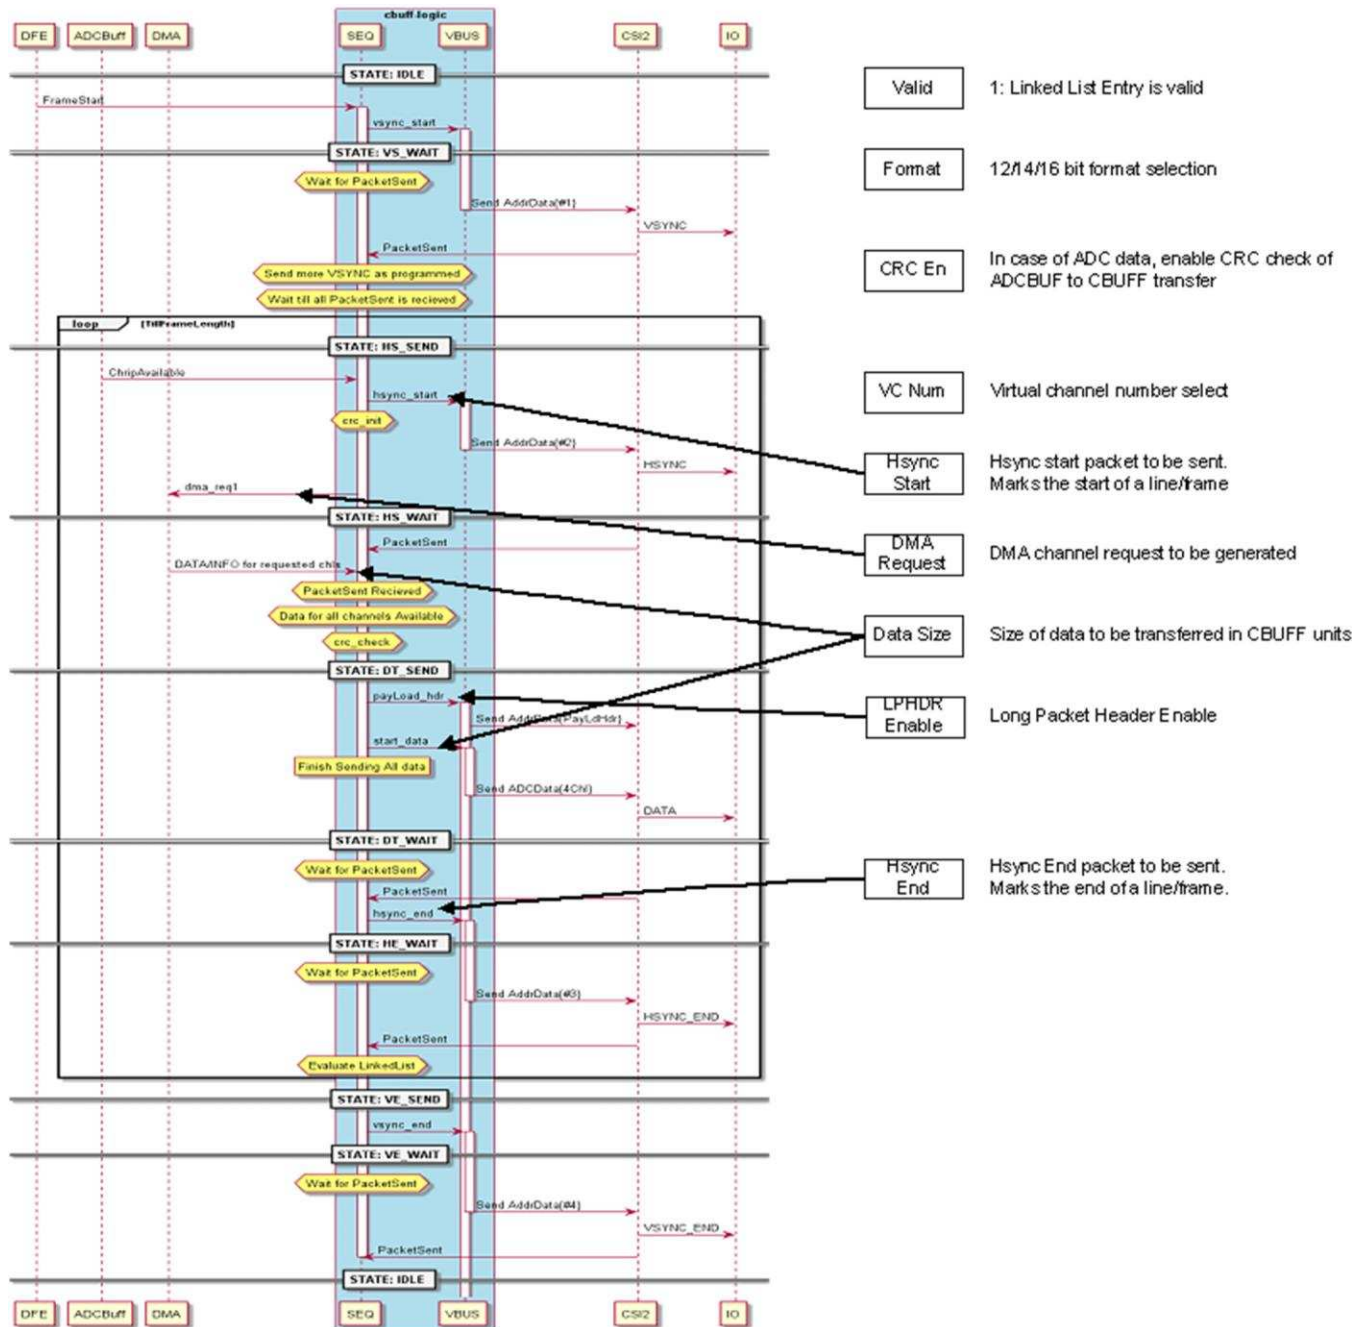 cbuff-logic
DFE
ADCBuff
DMA
SEQ
VBUS
CSI2
IO
STATE: IDLE
FrameStart
vsync_start
STATE: VS_WAIT
Wait for PacketSent
Send AddrData(#1)
VSYNC
PacketSent
Send more VSYNC as programmed
Wait till all PacketSent is recieved
loop
[TillFrameLength]
STATE: HS_SEND
ChripAvailable
hsync_start
crc_init
Send AddrData(#2)
HSYNC
dma_req1
STATE: HS_WAIT
PacketSent
DATA/INFO for requested chls
PacketSent Recieved
Data for all channels Available
crc_check
STATE: DT_SEND
payLoad_hdr
Send AddrData(PayLdHdr)
start_data
Finish Sending All data
Send ADCData(4Chl)
DATA
STATE: DT_WAIT
Wait for PacketSent
PacketSent
hsync_end
STATE: HE_WAIT
Wait for PacketSent
Send AddrData(#3)
HSYNC_END
PacketSent
Evaluate LinkedList
STATE: VE_SEND
vsync_end
STATE: VE_WAIT
Wait for PacketSent
Send AddrData(#4)
VSYNC_END
PacketSent
STATE: IDLE
DFE
ADCBuff
DMA
SEQ
VBUS
CSI2
IO
Valid
1: Linked List Entry is valid
Format
12/14/16 bit format selection
CRC En
In case of ADC data, enable CRC check of
ADCBUF to CBUFF transfer
VC Num
Virtual channel number select
Hsync
Start
Hsync start packet to be sent.
Marks the start of a line/frame
DMA
Request
DMA channel request to be generated
Data Size
Size of data to be transferred in CBUFF units
LPHDR
Enable
Long Packet Header Enable
Hsync
End
Hsync End packet to be sent.
Marks the end of a line/frame.